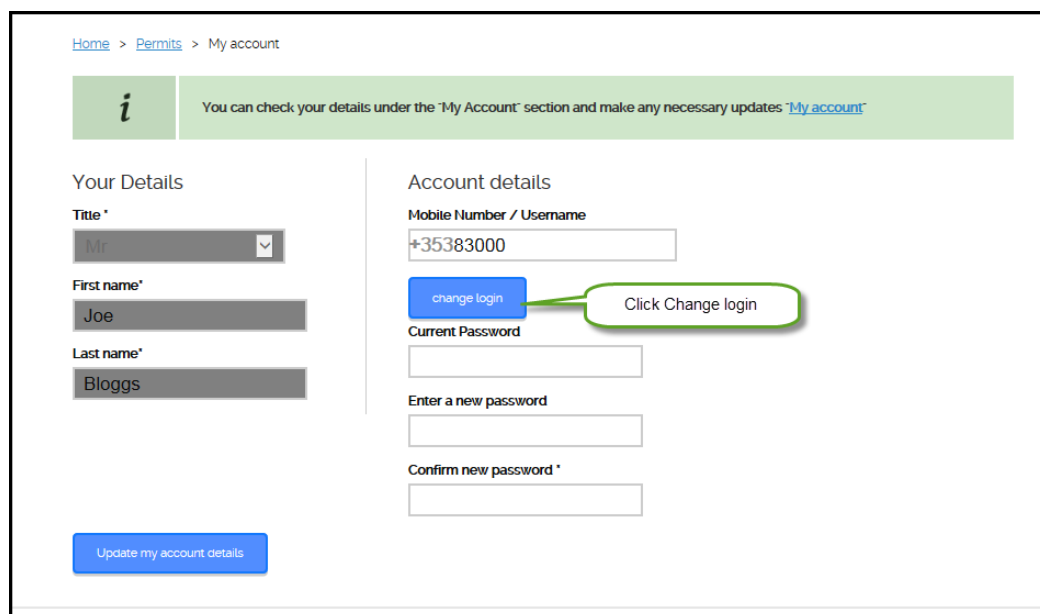 Home > Permits > My account
i
You can check your details under the "My Account" section and make any necessary updates "My account"
Your Details
Title *
Mr
First name*
Joe
Last name*
Bloggs
Account details
Mobile Number / Username
+35383000
change login
Click Change login
Current Password
Enter a new password
Confirm new password *
Update my account details